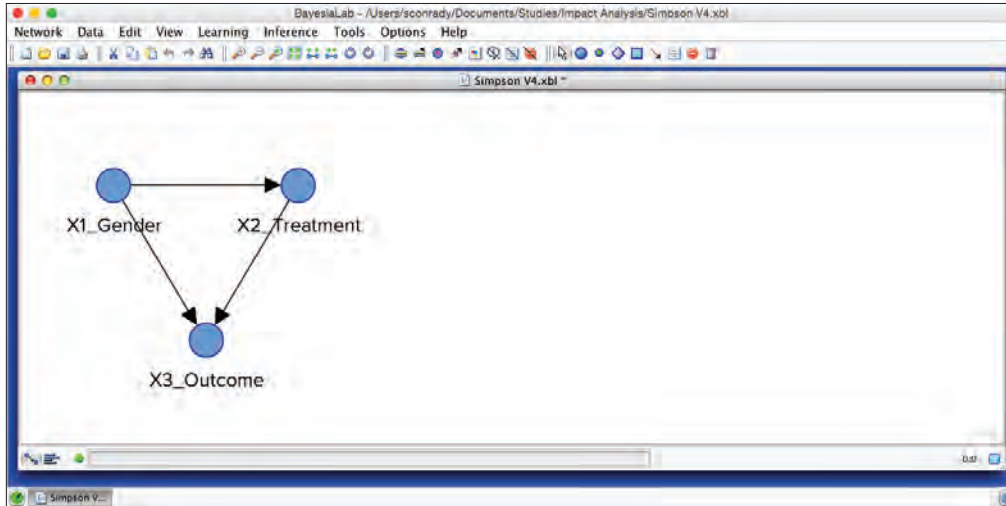 BayesiaLab - /Users/sconrady/Documents/Studies/Impact Analysis/Simpson V4.xbl
Network Data Edit View Learning Inference Tools Options Help
Simpson V4.xbl *
X1_Gender X2_Treatment
X3_Outcome
Simpson V...